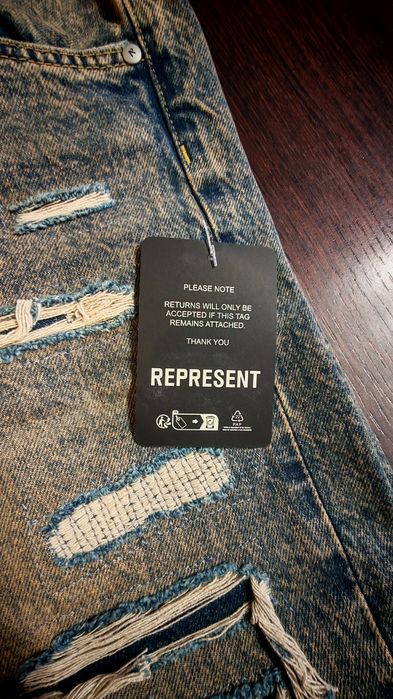 N
PLEASE NOTE
RETURNS WILL ONLY BE
ACCEPTED IF THIS TAG
REMAINS ATTACHED.
THANK YOU
REPRESENT
PAP